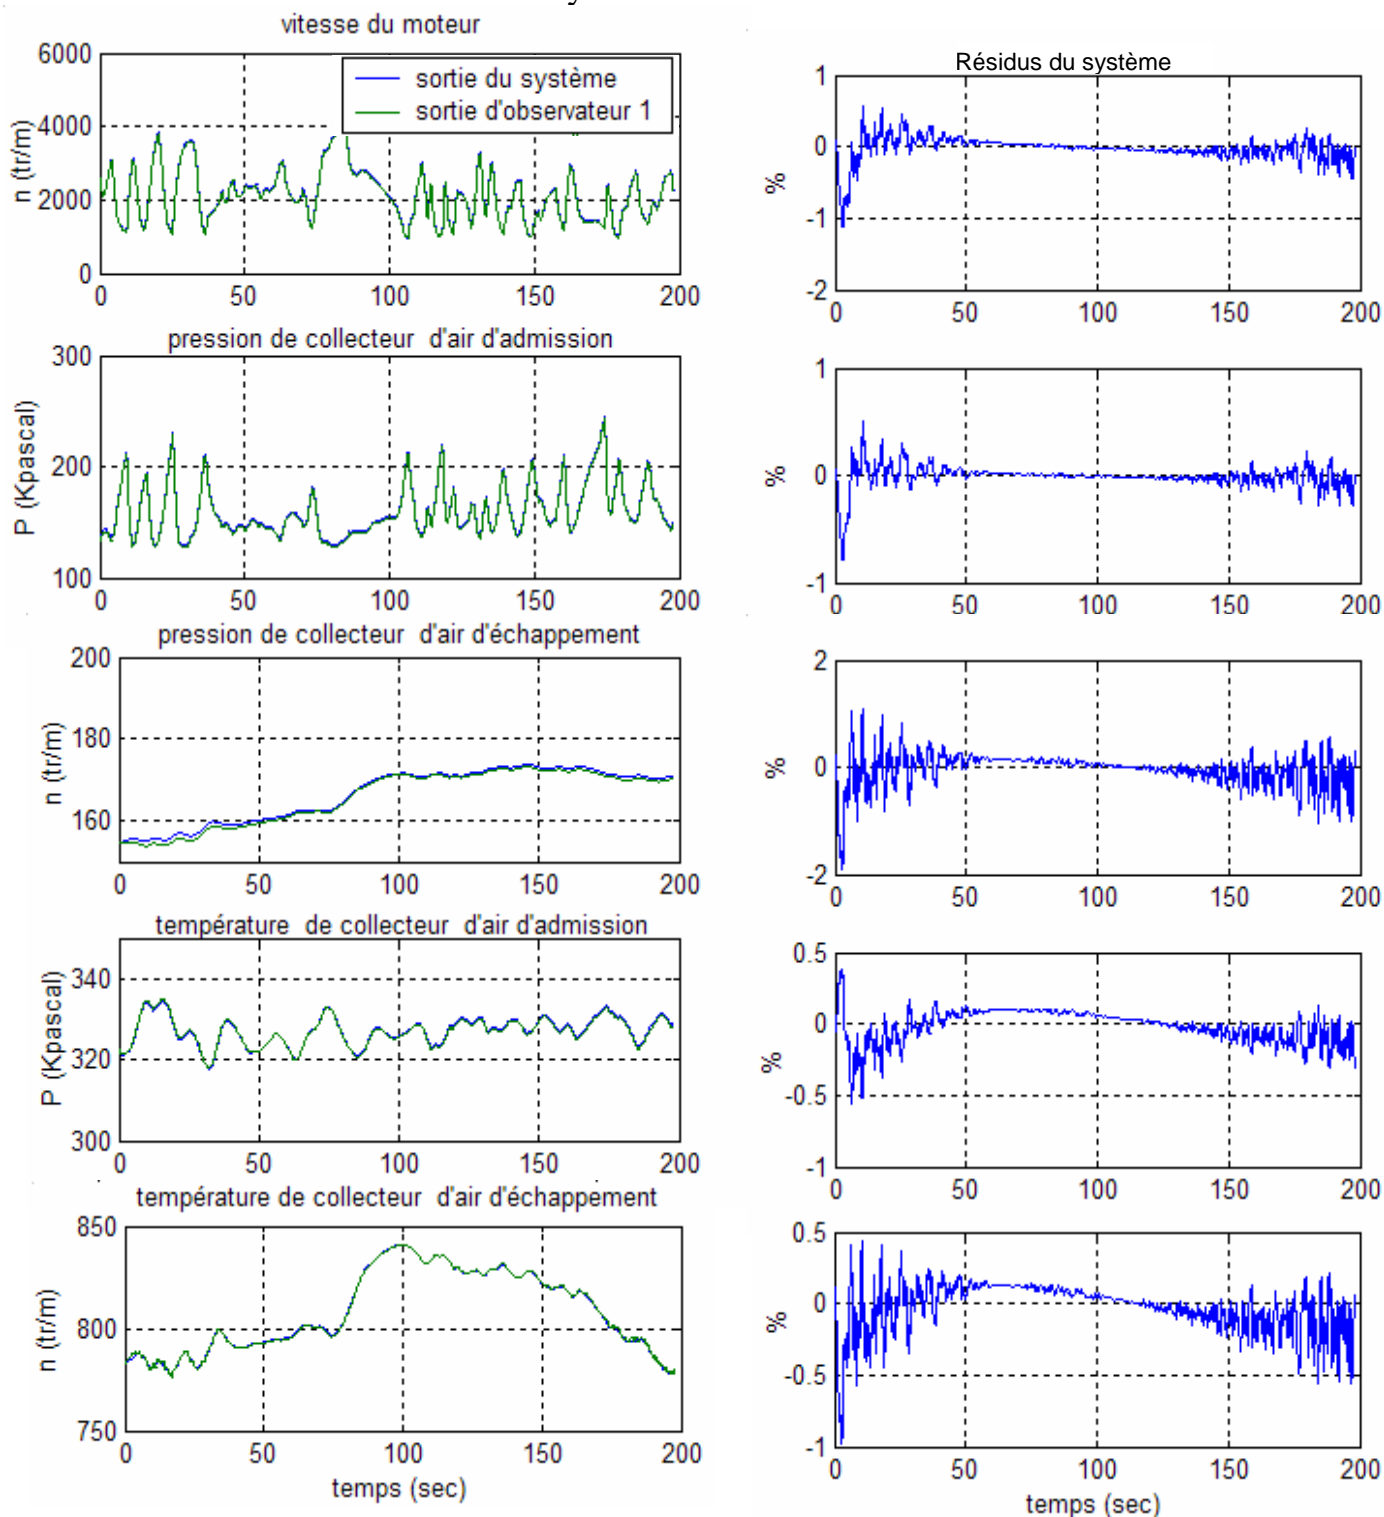 vitesse du moteur
n (tr/m)
6000
4000
2000
0
sortie du système
sortie d'observateur 1
0 50 100 150 200
Résidus du système
%
1
0
-1
-2
0 50 100 150 200
pression de collecteur d'air d'admission
P (Kpascal)
300
200
100
0 50 100 150 200
%
1
0
-1
0 50 100 150 200
pression de collecteur d'air d'échappement
n (tr/m)
200
180
160
0 50 100 150 200
%
2
0
-2
0 50 100 150 200
température de collecteur d'air d'admission
P (Kpascal)
340
320
300
0 50 100 150 200
%
0.5
0
-0.5
-1
0 50 100 150 200
température de collecteur d'air d'échappement
n (tr/m)
850
800
750
0 50 100 150 200
temps (sec)
%
0.5
0
-0.5
-1
0 50 100 150 200
temps (sec)